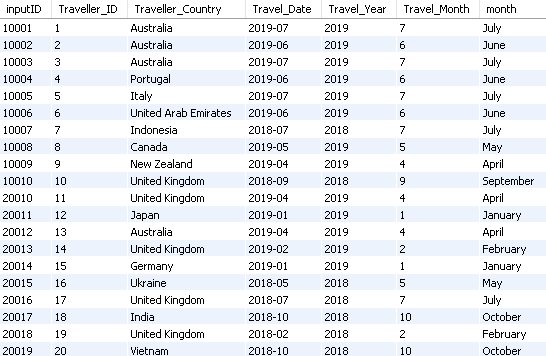 inputID Traveller_ID Traveller_Country Travel_Date Travel_Year Travel_Month month
10001 1 Australia 2019-07 2019 7 July
10002 2 Australia 2019-06 2019 6 June
10003 3 Australia 2019-07 2019 7 July
10004 4 Portugal 2019-06 2019 6 June
10005 5 Italy 2019-07 2019 7 July
10006 6 United Arab Emirates 2019-06 2019 6 June
10007 7 Indonesia 2018-07 2018 7 July
10008 8 Canada 2019-05 2019 5 May
10009 9 New Zealand 2019-04 2019 4 April
10010 10 United Kingdom 2018-09 2018 9 September
20010 11 United Kingdom 2019-04 2019 4 April
20011 12 Japan 2019-01 2019 1 January
20012 13 Australia 2019-04 2019 4 April
20013 14 United Kingdom 2019-02 2019 2 February
20014 15 Germany 2019-01 2019 1 January
20015 16 Ukraine 2018-05 2018 5 May
20016 17 United Kingdom 2018-07 2018 7 July
20017 18 India 2018-10 2018 10 October
20018 19 United Kingdom 2018-02 2018 2 February
20019 20 Vietnam 2018-10 2018 10 October